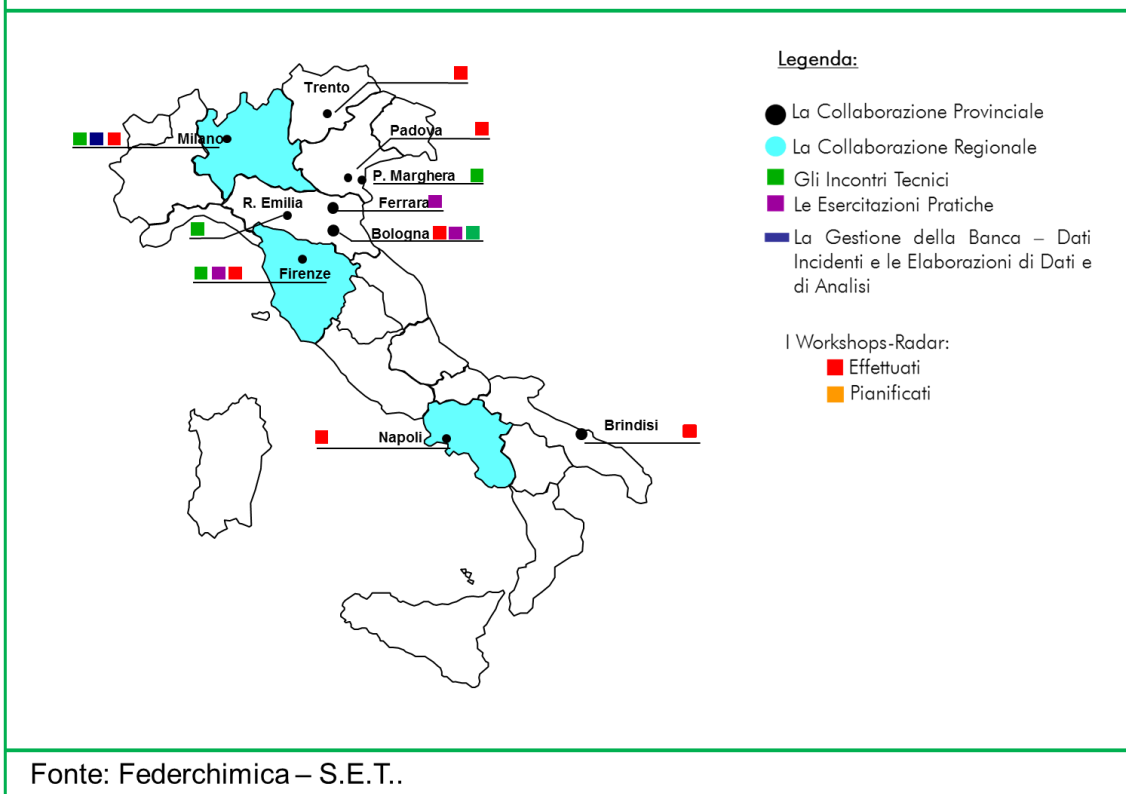 Legenda:
Trento
Padova
La Collaborazione Provinciale
Milano
La Collaborazione Regionale
P. Marghera
Gli Incontri Tecnici
R. Emilia
Ferrara
Le Esercitazioni Pratiche
Bologna
La Gestione della Banca – Dati
Incidenti e le Elaborazioni di Dati e
di Analisi
Firenze
I Workshops-Radar:
Effettuati
Pianificati
Napoli
Brindisi
Fonte: Federchimica – S.E.T..